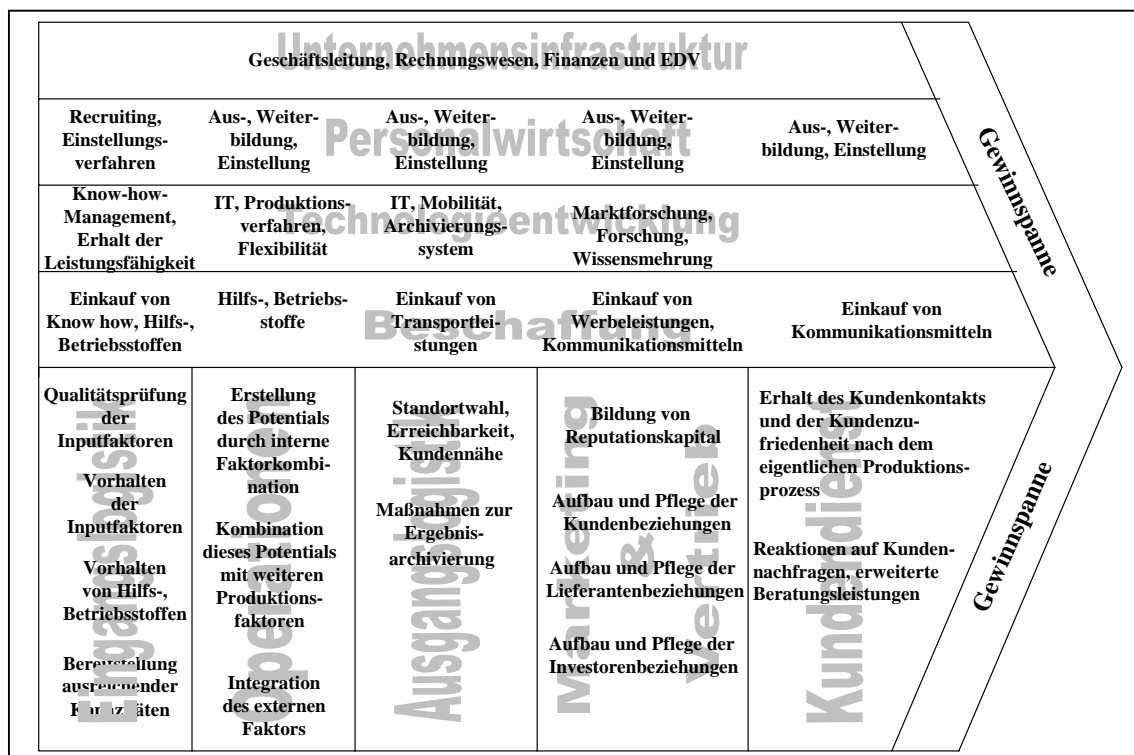 Unternehmensinfrastruktur
Geschäftsleitung, Rechnungswesen, Finanzen und EDV
Personalwirtschaft
Recruiting,
Einstellungs-
verfahren
Aus-, Weiter-
bildung,
Einstellung
Aus-, Weiter-
bildung,
Einstellung
Aus-, Weiter-
bildung,
Einstellung
Aus-, Weiter-
bildung, Einstellung
Technologieentwicklung
Know-how-
Management,
Erhalt der
Leistungsfähigkeit
IT, Produktions-
verfahren,
Flexibilität
IT, Mobilität,
Archivierungs-
system
Marktforschung,
Forschung,
Wissensmehrung
Beschaffung
Einkauf von
Know how, Hilfs-,
Betriebsstoffen
Hilfs-, Betriebs-
stoffe
Einkauf von
Transportlei-
stungen
Einkauf von
Werbeleistungen,
Kommunikationsmitteln
Einkauf von
Kommunikationsmitteln
Eingangslogistik
Qualitätsprüfung
der
Inputfaktoren
Vorhalten
der
Inputfaktoren
Vorhalten
von Hilfs-,
Betriebsstoffen
Bereitstellung
ausreichender
Kapazitäten
Operationen
Erstellung
des Potentials
durch interne
Faktorkombi-
nation
Kombination
dieses Potentials
mit weiteren
Produktions-
faktoren
Integration
des externen
Faktors
Ausgangslogistik
Standortwahl,
Erreichbarkeit,
Kundennähe
Maßnahmen zur
Ergebnis-
archivierung
Marketing
&
Vertrieb
Bildung von
Reputationskapital
Aufbau und Pflege der
Kundenbeziehungen
Aufbau und Pflege der
Lieferantenbeziehungen
Aufbau und Pflege der
Investorenbeziehungen
Kundendienst
Erhalt des Kundenkontakts
und der Kundenzu-
friedenheit nach dem
eigentlichen Produktions-
prozess
Reaktionen auf Kunden-
nachfragen, erweiterte
Beratungsleistungen
Gewinnspanne
Gewinnspanne